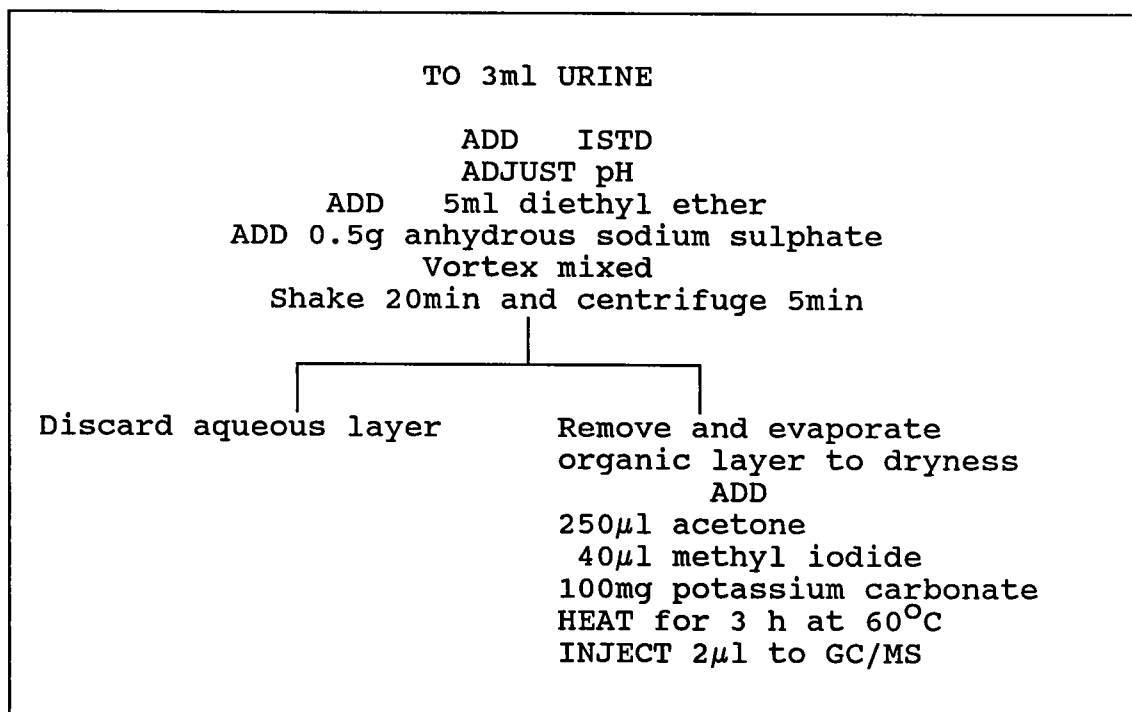 TO 3ml URINE
ADD ISTD
ADJUST pH
ADD 5ml diethyl ether
ADD 0.5g anhydrous sodium sulphate
Vortex mixed
Shake 20min and centrifuge 5min
Discard aqueous layer
Remove and evaporate
organic layer to dryness
ADD
250μl acetone
40μl methyl iodide
100mg potassium carbonate
HEAT for 3 h at 60°C
INJECT 2μl to GC/MS